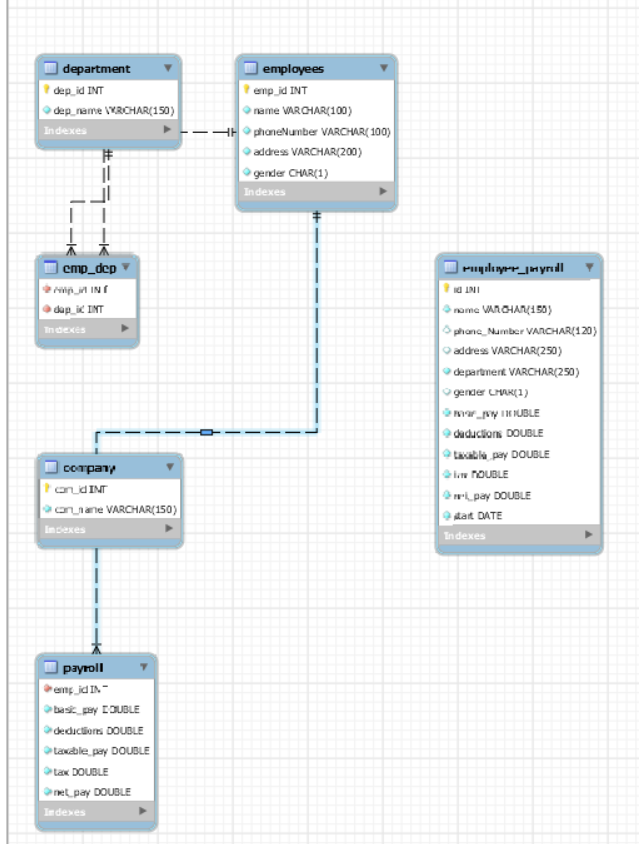 department
dep_id INT
dep_name VARCHAR(150)
Indexes
employees
emp_id INT
name VARCHAR(100)
phoneNumber VARCHAR(100)
address VARCHAR(200)
gender CHAR(1)
Indexes
emp_dep
emp_id INT
dep_id INT
Indexes
employee_payroll
id INT
name VARCHAR(150)
phone_Number VARCHAR(120)
address VARCHAR(250)
department VARCHAR(250)
gender CHAR(1)
basic_pay DOUBLE
deductions DOUBLE
taxable_pay DOUBLE
tax DOUBLE
net_pay DOUBLE
start DATE
Indexes
company
com_id INT
com_name VARCHAR(150)
Indexes
payroll
emp_id INT
basic_pay DOUBLE
deductions DOUBLE
taxable_pay DOUBLE
tax DOUBLE
net_pay DOUBLE
Indexes